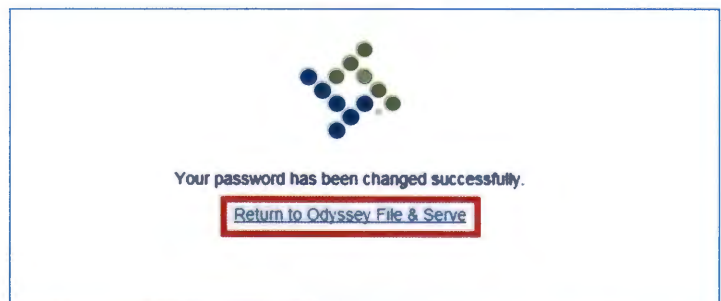 Your password has been changed successfully.
Return to Odyssey File & Serve